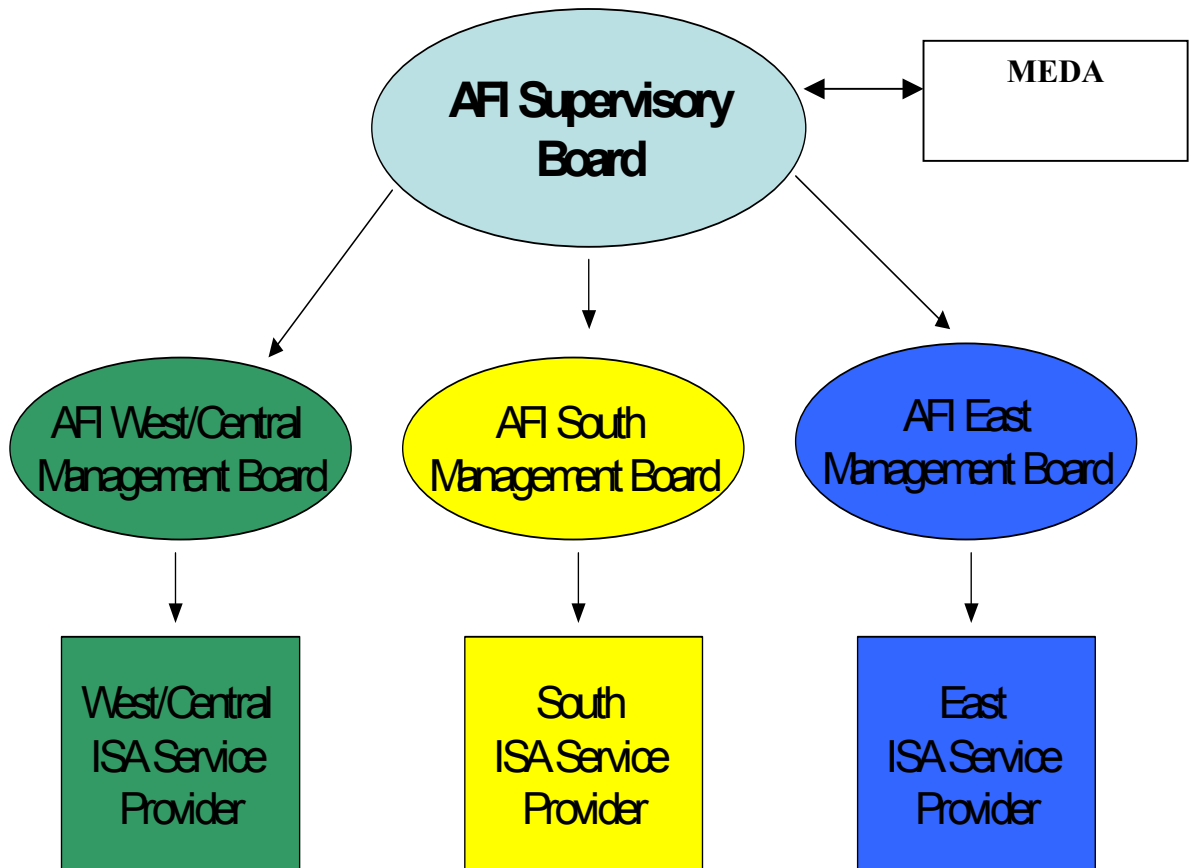 AFI Supervisory
Board
MEDA
AFI West/Central
Management Board
AFI South
Management Board
AFI East
Management Board
West/Central
ISA Service
Provider
South
ISA Service
Provider
East
ISA Service
Provider